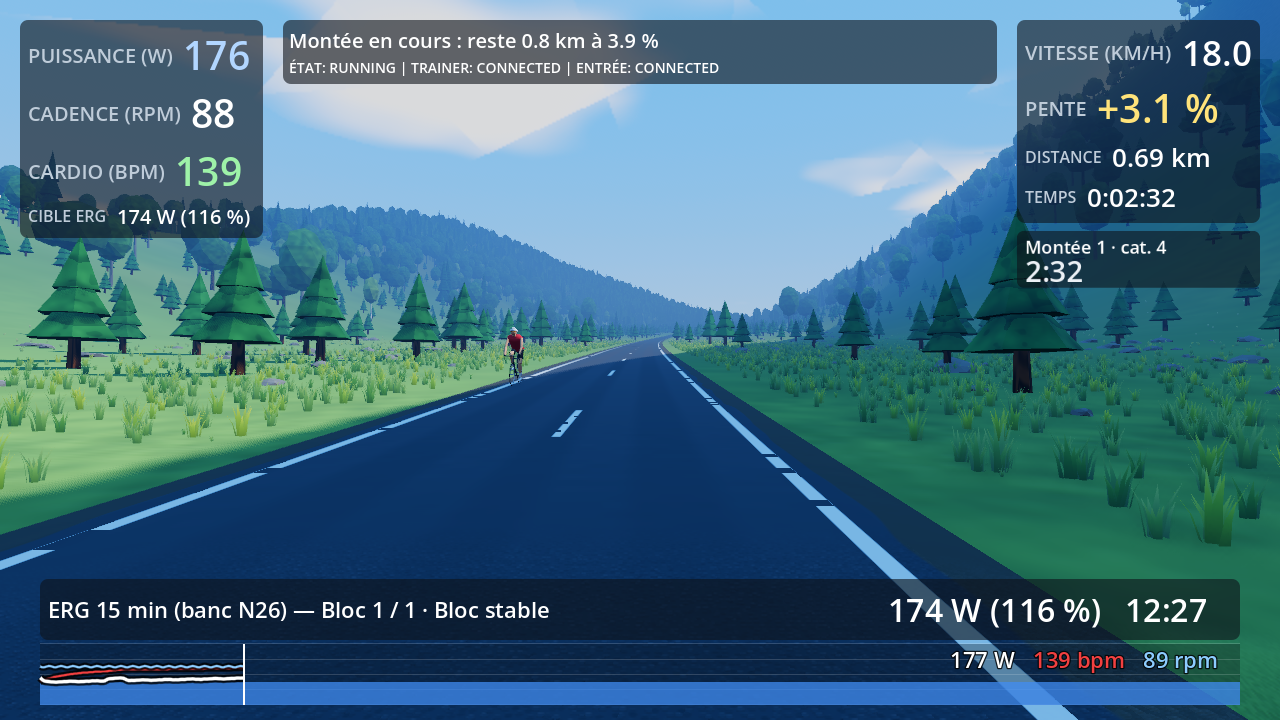 PUISSANCE (W) 176
CADENCE (RPM) 88
CARDIO (BPM) 139
CIBLE ERG 174 W (116 %)
Montée en cours : reste 0.8 km à 3.9 %
ÉTAT: RUNNING | TRAINER: CONNECTED | ENTRÉE: CONNECTED
VITESSE (KM/H) 18.0
PENTE +3.1 %
DISTANCE 0.69 km
TEMPS 0:02:32
Montée 1 · cat. 4
2:32
ERG 15 min (banc N26) — Bloc 1 / 1 · Bloc stable 174 W (116 %) 12:27
177 W 139 bpm 89 rpm